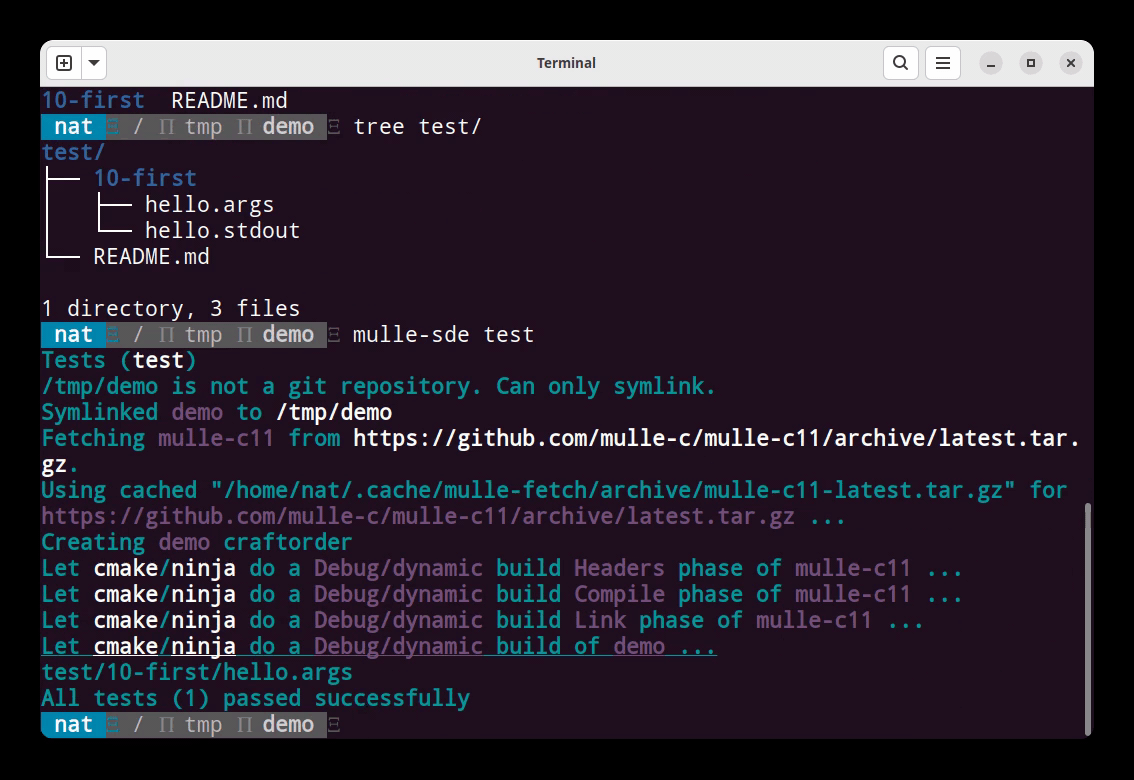 Terminal
10-first  README.md
nat Ξ / Π tmp Π demo Ξ tree test/
test/
├── 10-first
│   ├── hello.args
│   └── hello.stdout
└── README.md
1 directory, 3 files
nat Ξ / Π tmp Π demo Ξ mulle-sde test
Tests (test)
/tmp/demo is not a git repository. Can only symlink.
Symlinked demo to /tmp/demo
Fetching mulle-c11 from https://github.com/mulle-c/mulle-c11/archive/latest.tar.
gz.
Using cached "/home/nat/.cache/mulle-fetch/archive/mulle-c11-latest.tar.gz" for
https://github.com/mulle-c/mulle-c11/archive/latest.tar.gz ...
Creating demo craftorder
Let cmake/ninja do a Debug/dynamic build Headers phase of mulle-c11 ...
Let cmake/ninja do a Debug/dynamic build Compile phase of mulle-c11 ...
Let cmake/ninja do a Debug/dynamic build Link phase of mulle-c11 ...
Let cmake/ninja do a Debug/dynamic build of demo ...
test/10-first/hello.args
All tests (1) passed successfully
nat Ξ / Π tmp Π demo Ξ